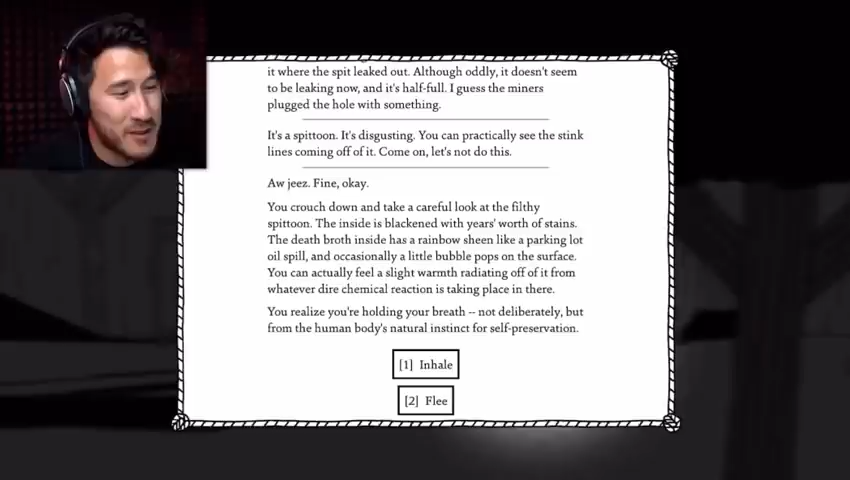 it where the spit leaked out. Although oddly, it doesn't seem
to be leaking now, and it's half-full. I guess the miners
plugged the hole with something.
It's a spittoon. It's disgusting. You can practically see the stink
lines coming off of it. Come on, let's not do this.
Aw jeez. Fine, okay.
You crouch down and take a careful look at the filthy
spittoon. The inside is blackened with years' worth of stains.
The death broth inside has a rainbow sheen like a parking lot
oil spill, and occasionally a little bubble pops on the surface.
You can actually feel a slight warmth radiating off of it from
whatever dire chemical reaction is taking place in there.
You realize you're holding your breath -- not deliberately, but
from the human body's natural instinct for self-preservation.
[1] Inhale
[2] Flee